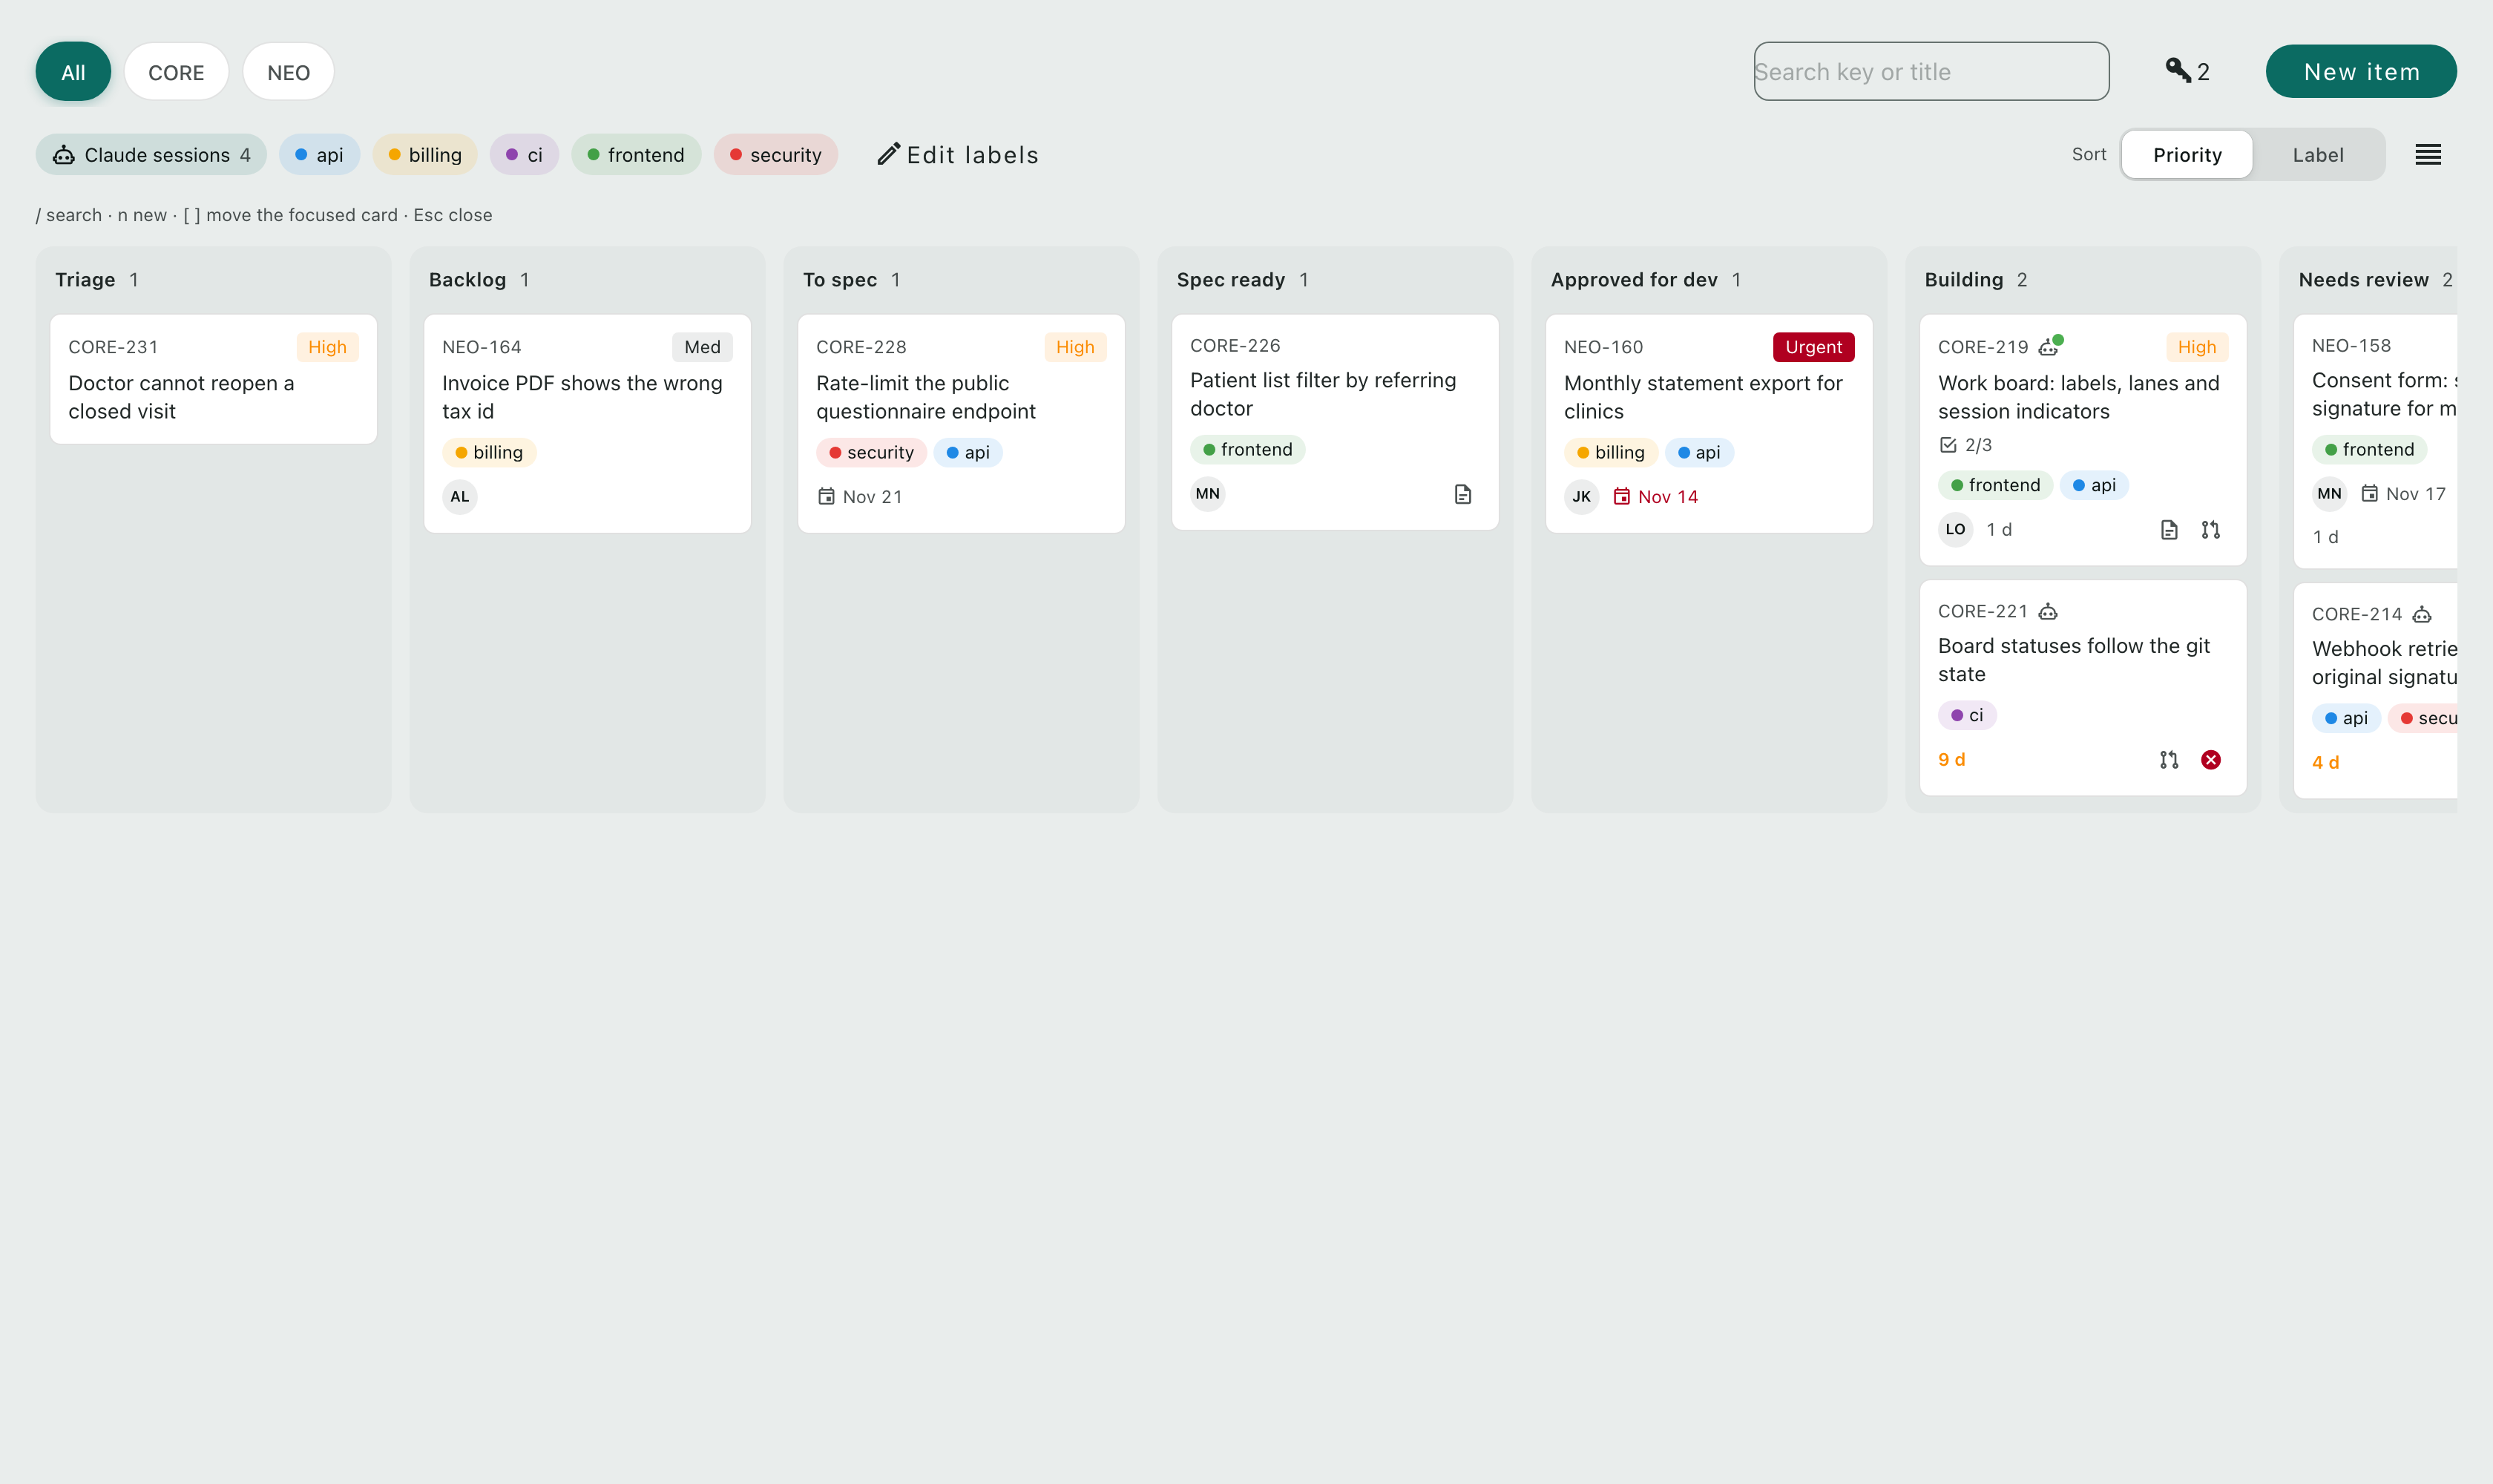 All
CORE
NEO
Search key or title
2
New item
Claude sessions 4
api
billing
ci
frontend
security
Edit labels
Sort
Priority
Label
/ search · n new · [ ] move the focused card · Esc close
Triage 1
CORE-231
High
Doctor cannot reopen a
closed visit
Backlog 1
NEO-164
Med
Invoice PDF shows the wrong
tax id
billing
AL
To spec 1
CORE-228
High
Rate-limit the public
questionnaire endpoint
security
api
Nov 21
Spec ready 1
CORE-226
Patient list filter by referring
doctor
frontend
MN
Approved for dev 1
NEO-160
Urgent
Monthly statement export for
clinics
billing
api
JK
Nov 14
Building 2
CORE-219
High
Work board: labels, lanes and
session indicators
2/3
frontend
api
LO
1 d
CORE-221
Board statuses follow the git
state
ci
9 d
Needs review 2
NEO-158
Consent form:
signature for
frontend
MN
Nov 17
1 d
CORE-214
Webhook
original
api
4 d